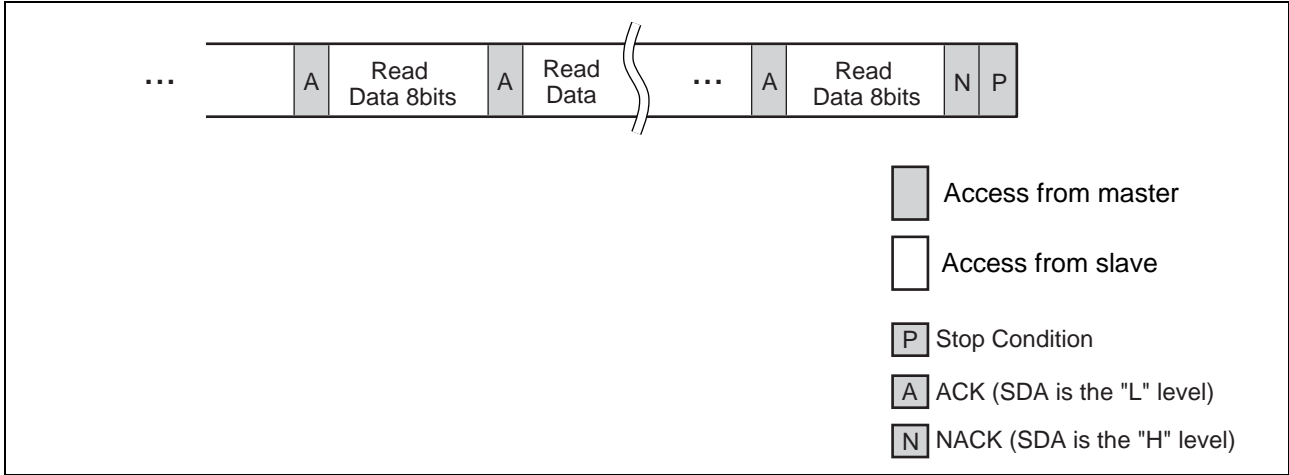 ... A Read Data 8bits A Read Data ... A Read Data 8bits N P
Access from master
Access from slave
P Stop Condition
A ACK (SDA is the "L" level)
N NACK (SDA is the "H" level)